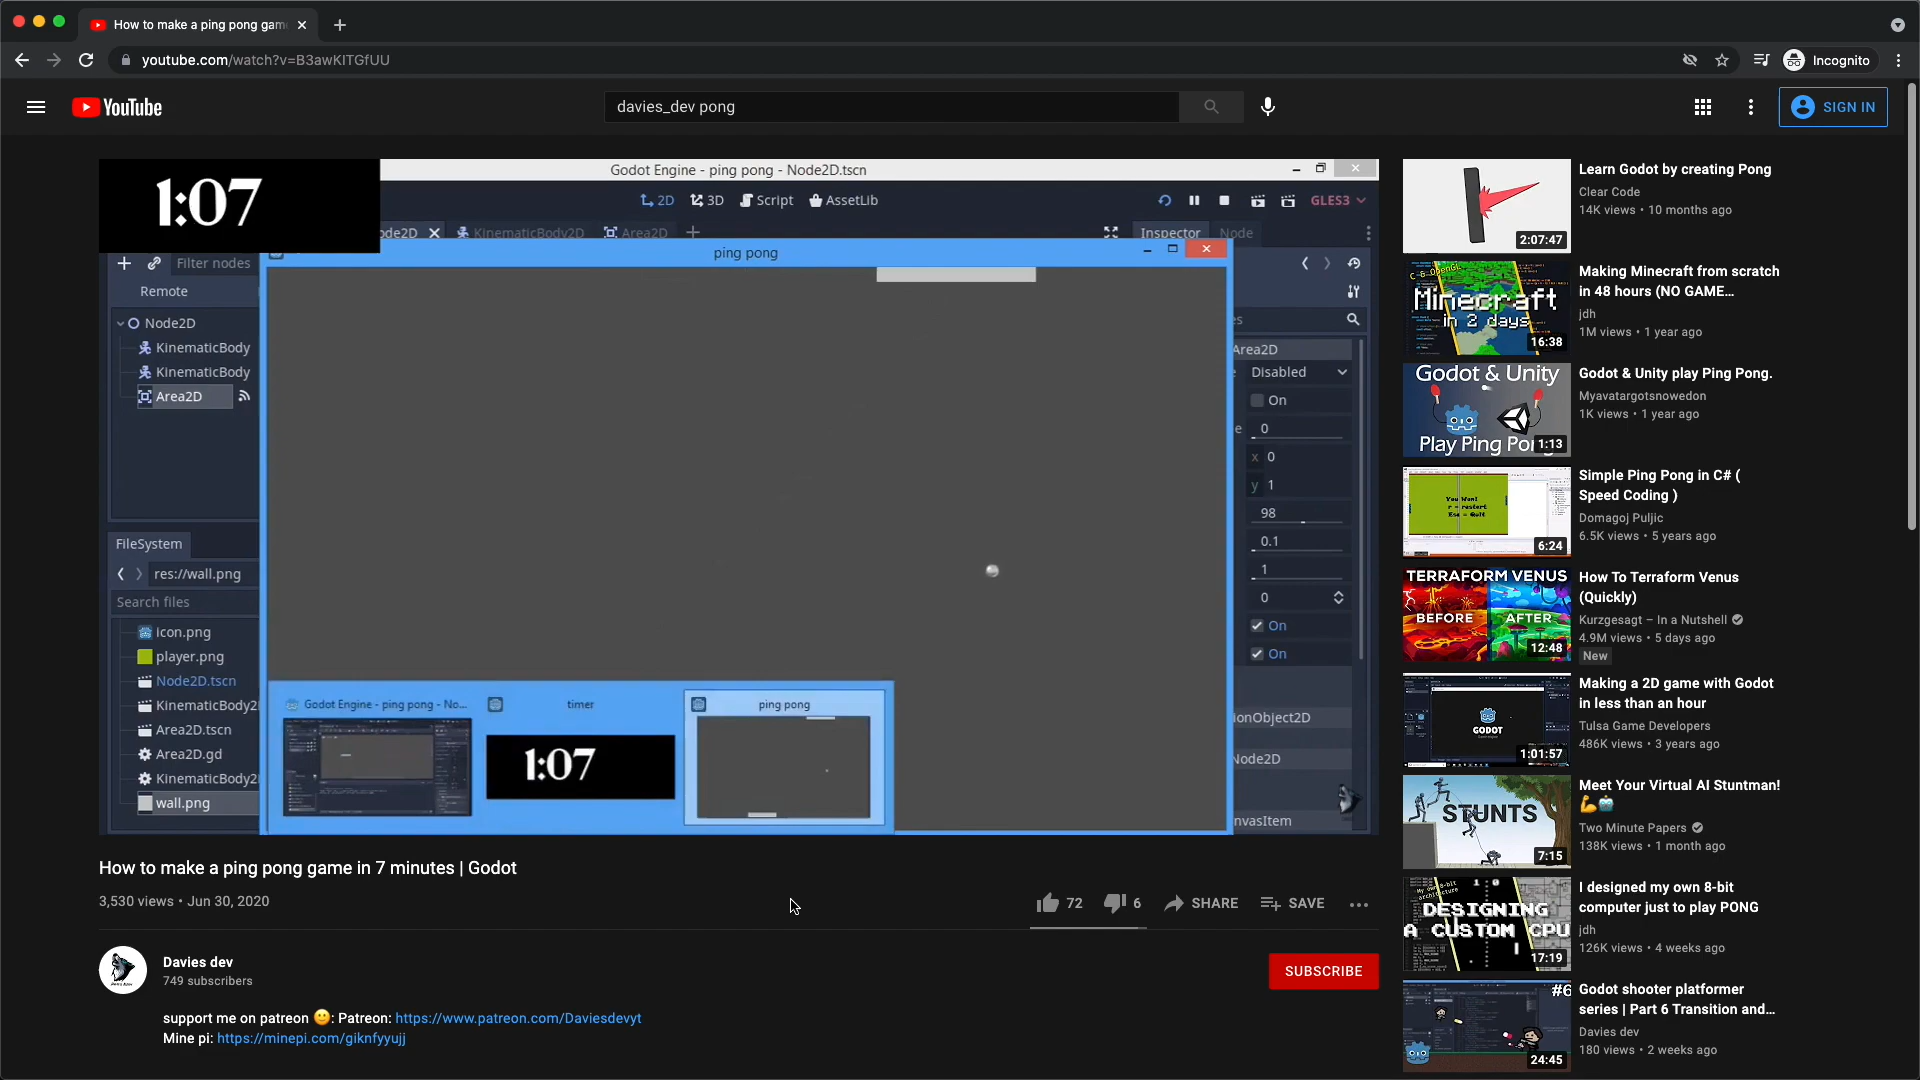 How to make a ping pong gam
youtube.com/watch?v=B3awKITGfUU
Incognito
YouTube
davies_dev pong
SIGN IN
1:07
Godot Engine - ping pong - Node2D.tscn
2D
3D
Script
AssetLib
GLES3
ode2D
KinematicBody2D
Area2D
Inspector
Node
Filter nodes
ping pong
Remote
Node2D
KinematicBody
KinematicBody
Area2D
FileSystem
res://wall.png
Search files
icon.png
player.png
Node2D.tscn
KinematicBody2
Area2D.tscn
Area2D.gd
KinematicBody2
wall.png
es
Area2D
Disabled
On
e
0
x 0
y 1
98
0.1
1
0
On
On
ionObject2D
Node2D
nvasItem
Godot Engine - ping pong - No...
timer
1:07
ping pong
How to make a ping pong game in 7 minutes | Godot
3,530 views • Jun 30, 2020
72
6
SHARE
SAVE
Davies dev
749 subscribers
SUBSCRIBE
support me on patreon 🙂: Patreon: https://www.patreon.com/Daviesdevyt
Mine pi: https://minepi.com/giknfyyujj
2:07:47
Learn Godot by creating Pong
Clear Code
14K views • 10 months ago
C & OpenGL
Minecraft
in 2 days
16:38
Making Minecraft from scratch
in 48 hours (NO GAME...
jdh
1M views • 1 year ago
Godot & Unity
Play Ping Pon
1:13
Godot & Unity play Ping Pong.
Myavatargotsnowedon
1K views • 1 year ago
You Won!
r = restart
Esc = Quit
6:24
Simple Ping Pong in C# (
Speed Coding )
Domagoj Puljic
6.5K views • 5 years ago
TERRAFORM VENUS
BEFORE
AFTER
12:48
How To Terraform Venus
(Quickly)
Kurzgesagt – In a Nutshell
4.9M views • 5 days ago
New
GODOT
1:01:57
Making a 2D game with Godot
in less than an hour
Tulsa Game Developers
486K views • 3 years ago
STUNTS
7:15
Meet Your Virtual AI Stuntman!
💪🤖
Two Minute Papers
138K views • 1 month ago
My own 8-bit
architecture
DESIGNING
A CUSTOM CPU
17:19
I designed my own 8-bit
computer just to play PONG
jdh
126K views • 4 weeks ago
#6
24:45
Godot shooter platformer
series | Part 6 Transition and...
Davies dev
180 views • 2 weeks ago